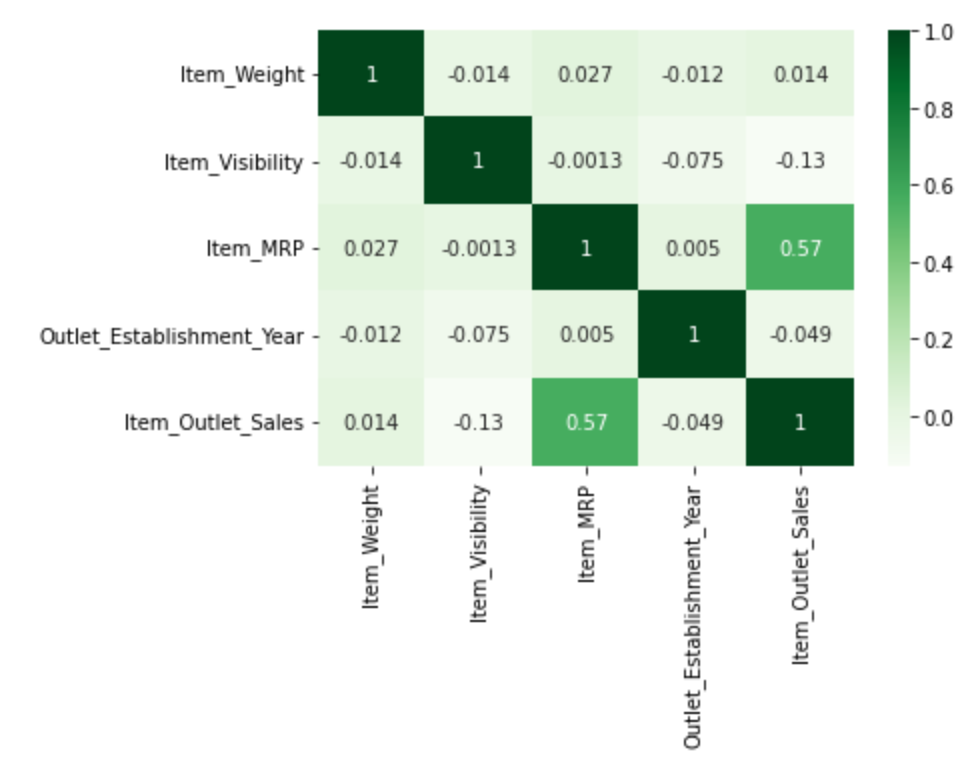 1.0
Item_Weight 1 -0.014 0.027 -0.012 0.014
0.8
Item_Visibility -0.014 1 -0.0013 -0.075 -0.13
0.6
Item_MRP 0.027 -0.0013 1 0.005 0.57
0.4
Outlet_Establishment_Year -0.012 -0.075 0.005 1 -0.049
0.2
Item_Outlet_Sales 0.014 -0.13 0.57 -0.049 1
0.0
Item_Weight
Item_Visibility
Item_MRP
Outlet_Establishment_Year
Item_Outlet_Sales